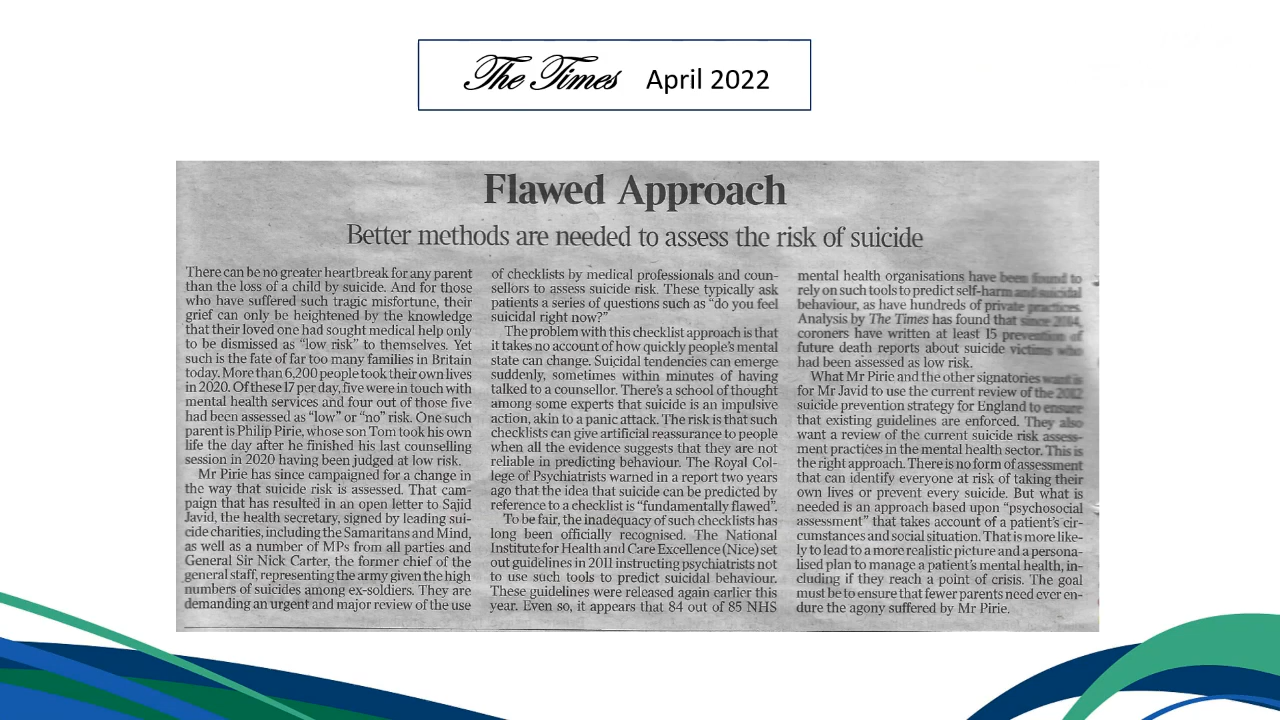 The Times April 2022
Flawed Approach
Better methods are needed to assess the risk of suicide
There can be no greater heartbreak for any parent
than the loss of a child by suicide. And for those
who have suffered such tragic misfortune, their
grief can only be heightened by the knowledge
that their loved one had sought medical help only
to be dismissed as “low risk” to themselves. Yet
such is the fate of far too many families in Britain
today. More than 6,200 people took their own lives
in 2020. Of these 17 per day, five were in touch with
mental health services and four out of those five
had been assessed as “low” or “no” risk. One such
parent is Philip Pirie, whose son Tom took his own
life the day after he finished his last counselling
session in 2020 having been judged at low risk.
Mr Pirie has since campaigned for a change in
the way that suicide risk is assessed. That cam-
paign that has resulted in an open letter to Sajid
Javid, the health secretary, signed by leading sui-
cide charities, including the Samaritans and Mind,
as well as a number of MPs from all parties and
General Sir Nick Carter, the former chief of the
general staff, representing the army given the high
numbers of suicides among ex-soldiers. They are
demanding an urgent and major review of the use
of checklists by medical professionals and coun-
sellors to assess suicide risk. These typically ask
patients a series of questions such as “do you feel
suicidal right now?”
The problem with this checklist approach is that
it takes no account of how quickly people’s mental
state can change. Suicidal tendencies can emerge
suddenly, sometimes within minutes of having
talked to a counsellor. There’s a school of thought
among some experts that suicide is an impulsive
action, akin to a panic attack. The risk is that such
checklists can give artificial reassurance to people
when all the evidence suggests that they are not
reliable in predicting behaviour. The Royal Col-
lege of Psychiatrists warned in a report two years
ago that the idea that suicide can be predicted by
reference to a checklist is “fundamentally flawed”.
To be fair, the inadequacy of such checklists has
long been officially recognised. The National
Institute for Health and Care Excellence (Nice) set
out guidelines in 2011 instructing psychiatrists not
to use such tools to predict suicidal behaviour.
These guidelines were released again earlier this
year. Even so, it appears that 84 out of 85 NHS
mental health organisations have been found to
rely on such tools to predict self-harm and suicidal
behaviour, as have hundreds of private practices.
Analysis by The Times has found that since 2014,
coroners have written at least 15 prevention of
future death reports about suicide victims who
had been assessed as low risk.
What Mr Pirie and the other signatories want is
for Mr Javid to use the current review of the 2012
suicide prevention strategy for England to ensure
that existing guidelines are enforced. They also
want a review of the current suicide risk assess-
ment practices in the mental health sector. This is
the right approach. There is no form of assessment
that can identify everyone at risk of taking their
own lives or prevent every suicide. But what is
needed is an approach based upon “psychosocial
assessment” that takes account of a patient’s cir-
cumstances and social situation. That is more like-
ly to lead to a more realistic picture and a persona-
lised plan to manage a patient’s mental health, in-
cluding if they reach a point of crisis. The goal
must be to ensure that fewer parents need ever en-
dure the agony suffered by Mr Pirie.